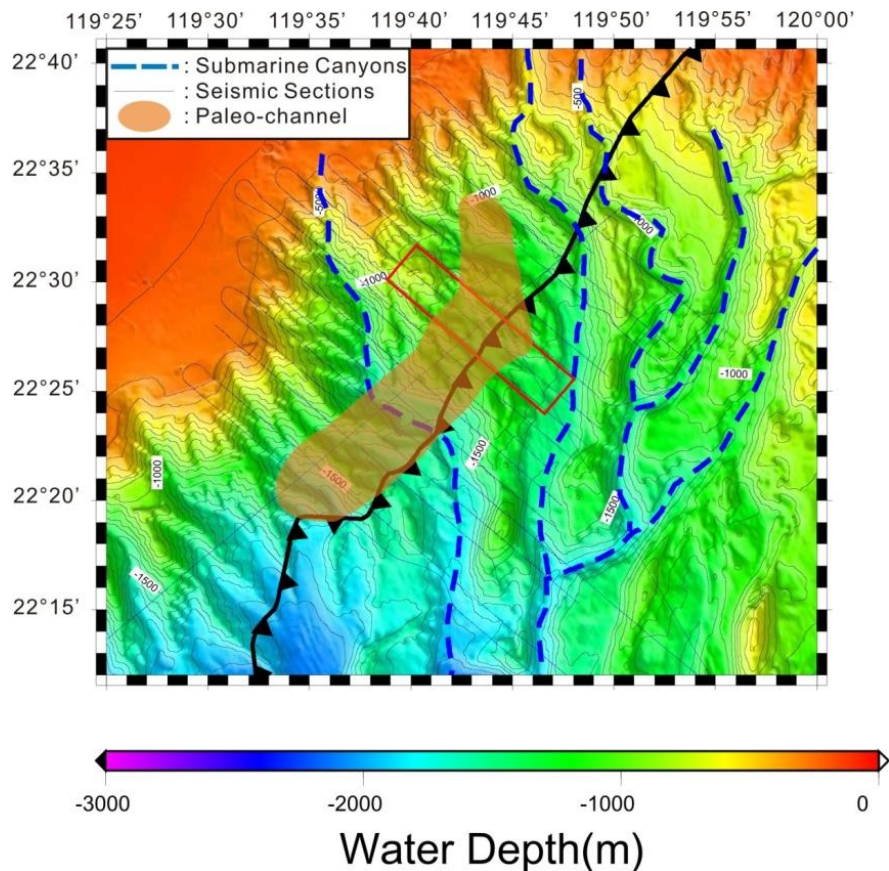 119°25' 119°30' 119°35' 119°40' 119°45' 119°50' 119°55' 120°00'
22°40'
22°35'
22°30'
22°25'
22°20'
22°15'
: Submarine Canyons
: Seismic Sections
: Paleo-channel
-500
-500
-1000
-1000
-1000
-1000
-1500
-1000
-1500
-1500
-1500
-3000 -2000 -1000 0
Water Depth(m)